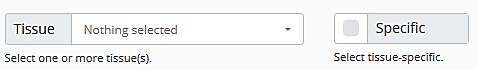 Tissue Nothing selected Specific
Select one or more tissue(s). Select tissue-specific.